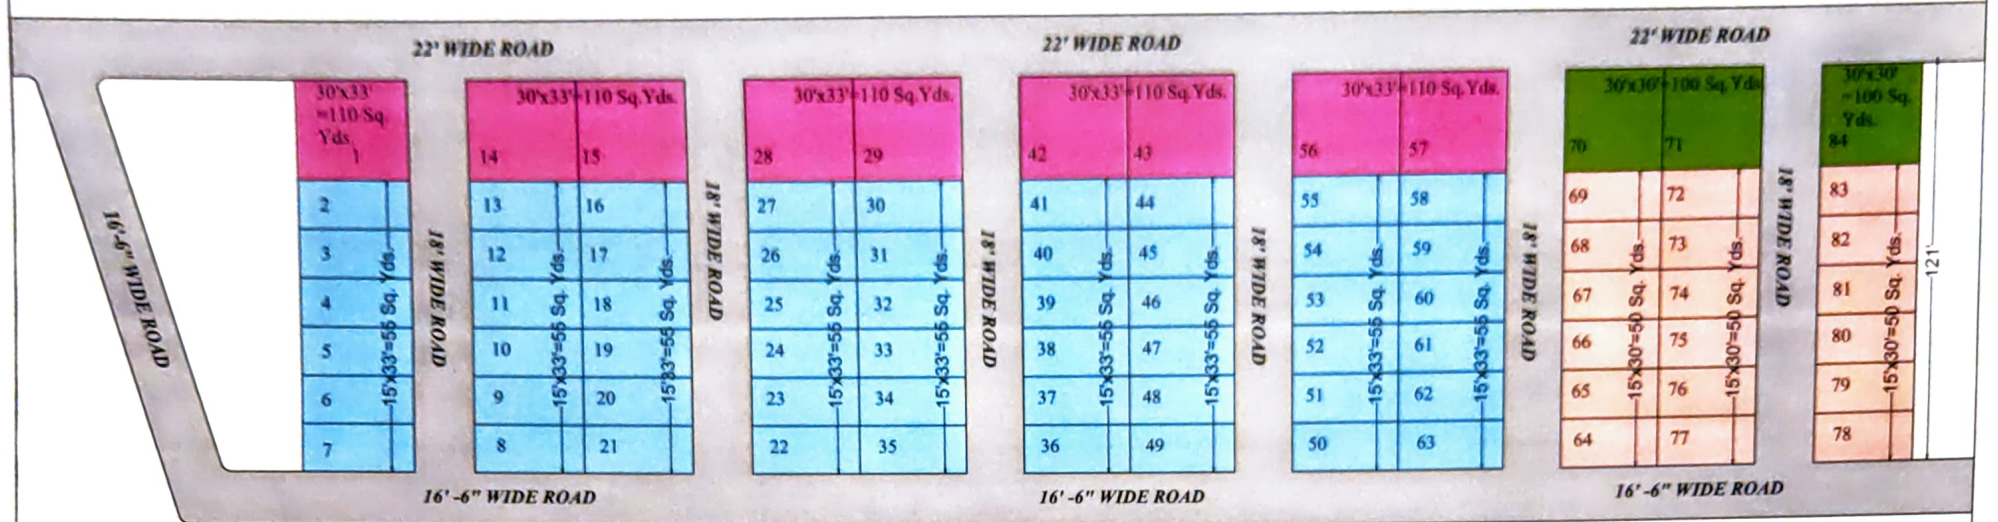 22' WIDE ROAD
22' WIDE ROAD
22' WIDE ROAD
30'x33'
=110 Sq.
Yds.
1
2
3
4
5
6
7
15'x33'=55 Sq. Yds.
30'x33'=110 Sq.Yds.
14 15
13 16
12 17
11 18
10 19
9 20
8 21
15'x33'=55 Sq. Yds.
15'83'=55 Sq. Yds.
30'x33'=110 Sq.Yds.
28 29
27 30
26 31
25 32
24 33
23 34
22 35
15'x33'=55 Sq. Yds.
15'x33'=55 Sq. Yds.
30'x33'=110 Sq.Yds.
42 43
41 44
40 45
39 46
38 47
37 48
36 49
15'x33'=55 Sq. Yds.
15'x33'=55 Sq. Yds.
30'x33'=110 Sq.Yds.
56 57
55 58
54 59
53 60
52 61
51 62
50 63
15'x33'=55 Sq. Yds.
15'x33'=55 Sq. Yds.
30'x30'=100 Sq.Yds
70 71
69 72
68 73
67 74
66 75
65 76
64 77
15'x30'=50 Sq. Yds.
15'x30'=50 Sq. Yds.
30'x30'
=100 Sq.
Yds.
84
83
82
81
80
79
78
15'x30'=50 Sq. Yds.
121'
16'-6" WIDE ROAD
18' WIDE ROAD
18' WIDE ROAD
18' WIDE ROAD
18' WIDE ROAD
18' WIDE ROAD
18' WIDE ROAD
16' -6" WIDE ROAD
16' -6" WIDE ROAD
16' -6" WIDE ROAD